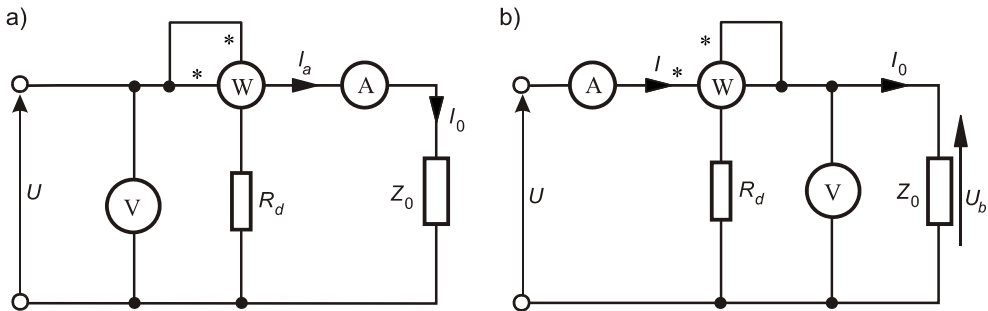 a)
*
*
W
I_a
A
I_0
U
V
R_d
Z_0
b)
A
I
*
*
W
I_0
U
R_d
V
Z_0
U_b